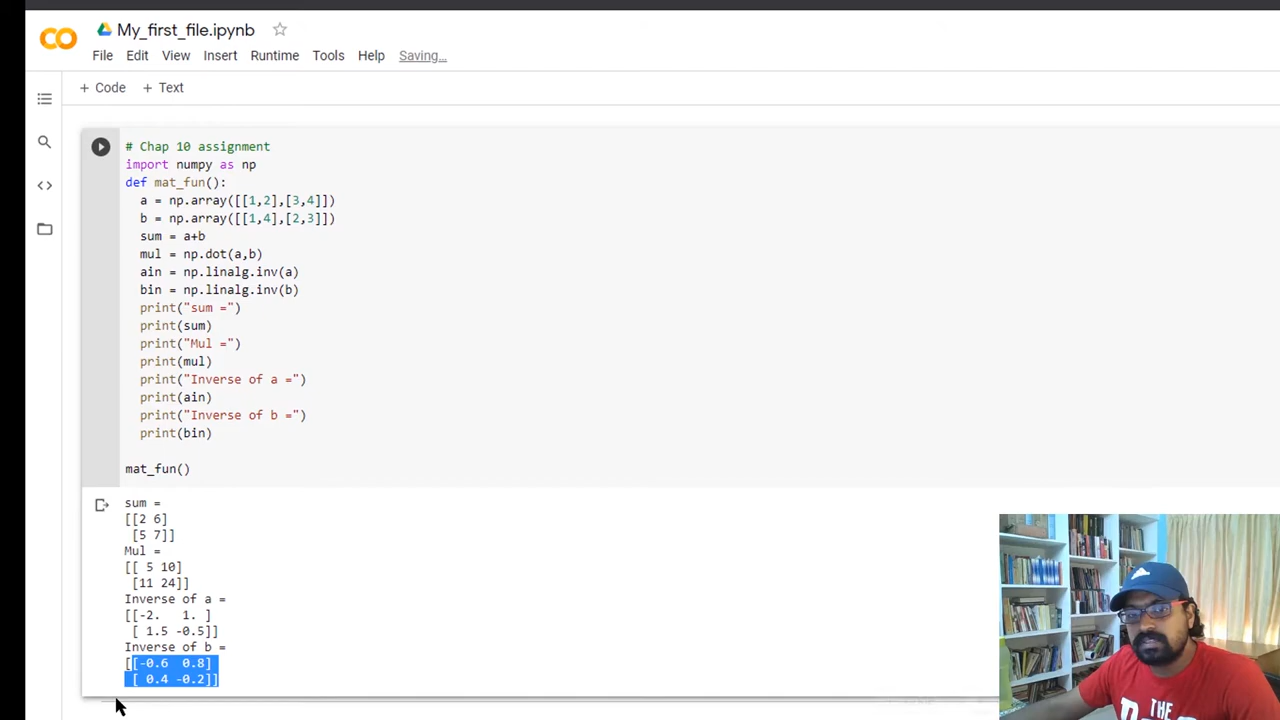 My_first_file.ipynb
File Edit View Insert Runtime Tools Help Saving...
+ Code + Text
# Chap 10 assignment
import numpy as np
def mat_fun():
a = np.array([[1,2],[3,4]])
b = np.array([[1,4],[2,3]])
sum = a+b
mul = np.dot(a,b)
ain = np.linalg.inv(a)
bin = np.linalg.inv(b)
print("sum =")
print(sum)
print("Mul =")
print(mul)
print("Inverse of a =")
print(ain)
print("Inverse of b =")
print(bin)
mat_fun()
sum =
[[2 6]
[5 7]]
Mul =
[[ 5 10]
[11 24]]
Inverse of a =
[[-2. 1. ]
[ 1.5 -0.5]]
Inverse of b =
[[-0.6 0.8]
[ 0.4 -0.2]]
THE